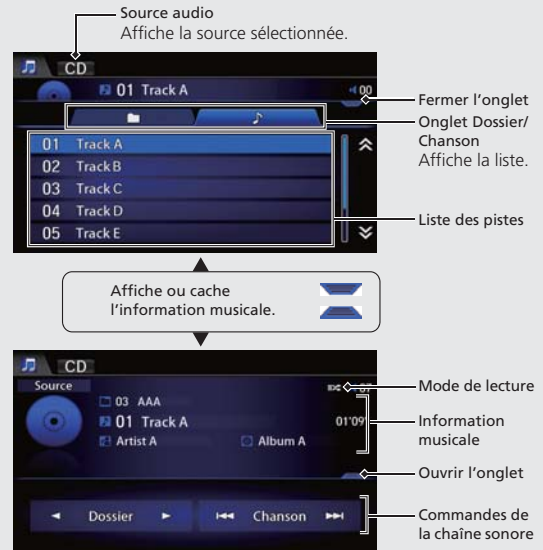 Source audio
Affiche la source sélectionnée.
CD
01 Track A
00
Fermer l'onglet
Onglet Dossier/
Chanson
Affiche la liste.
01 Track A
02 Track B
03 Track C
04 Track D
05 Track E
Liste des pistes
Affiche ou cache
l'information musicale.
CD
Source
03 AAA
01 Track A
01'09"
Artist A
Album A
Mode de lecture
Information
musicale
Ouvrir l'onglet
Dossier
Chanson
Commandes de
la chaîne sonore